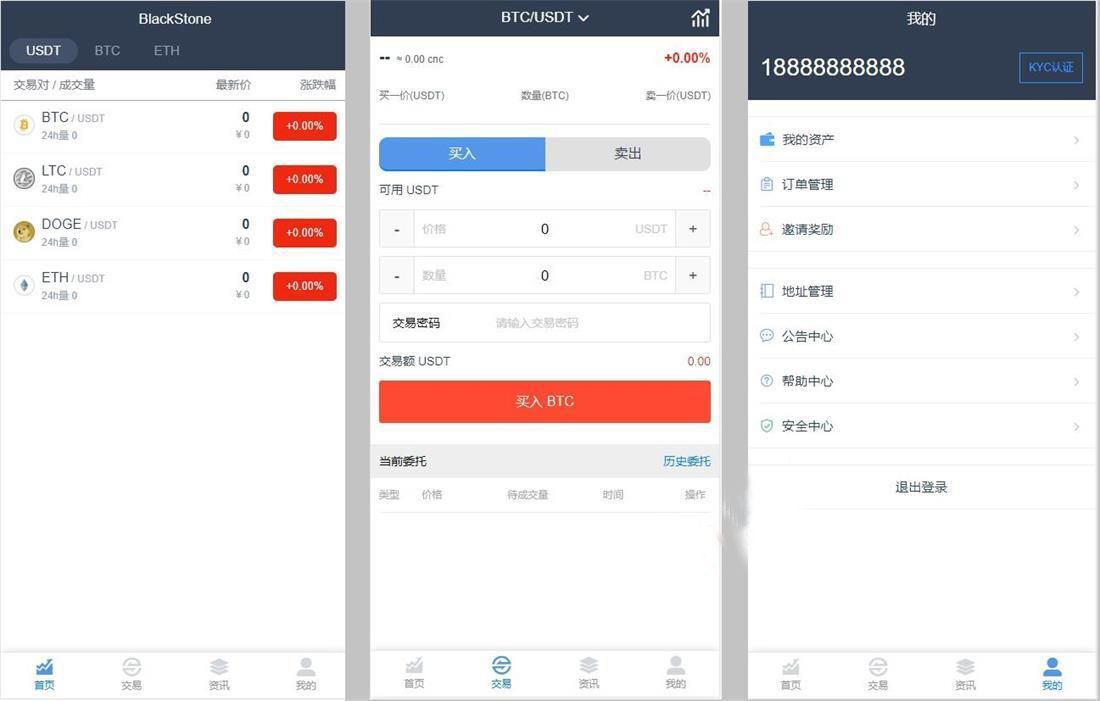 BlackStone
USDT BTC ETH
交易对 / 成交量 最新价 涨跌幅
BTC / USDT 0 +0.00%
24h量 0 ¥ 0
LTC / USDT 0 +0.00%
24h量 0 ¥ 0
DOGE / USDT 0 +0.00%
24h量 0 ¥ 0
ETH / USDT 0 +0.00%
24h量 0 ¥ 0
首页 交易 资讯 我的
BTC/USDT
-- ≈ 0.00 cnc +0.00%
买一价(USDT) 数量(BTC) 卖一价(USDT)
买入 卖出
可用 USDT --
- 价格 0 USDT +
- 数量 0 BTC +
交易密码 请输入交易密码
交易额 USDT 0.00
买入 BTC
当前委托 历史委托
类型 价格 待成交量 时间 操作
首页 交易 资讯 我的
我的
18888888888 KYC认证
我的资产
订单管理
邀请奖励
地址管理
公告中心
帮助中心
安全中心
退出登录
首页 交易 资讯 我的